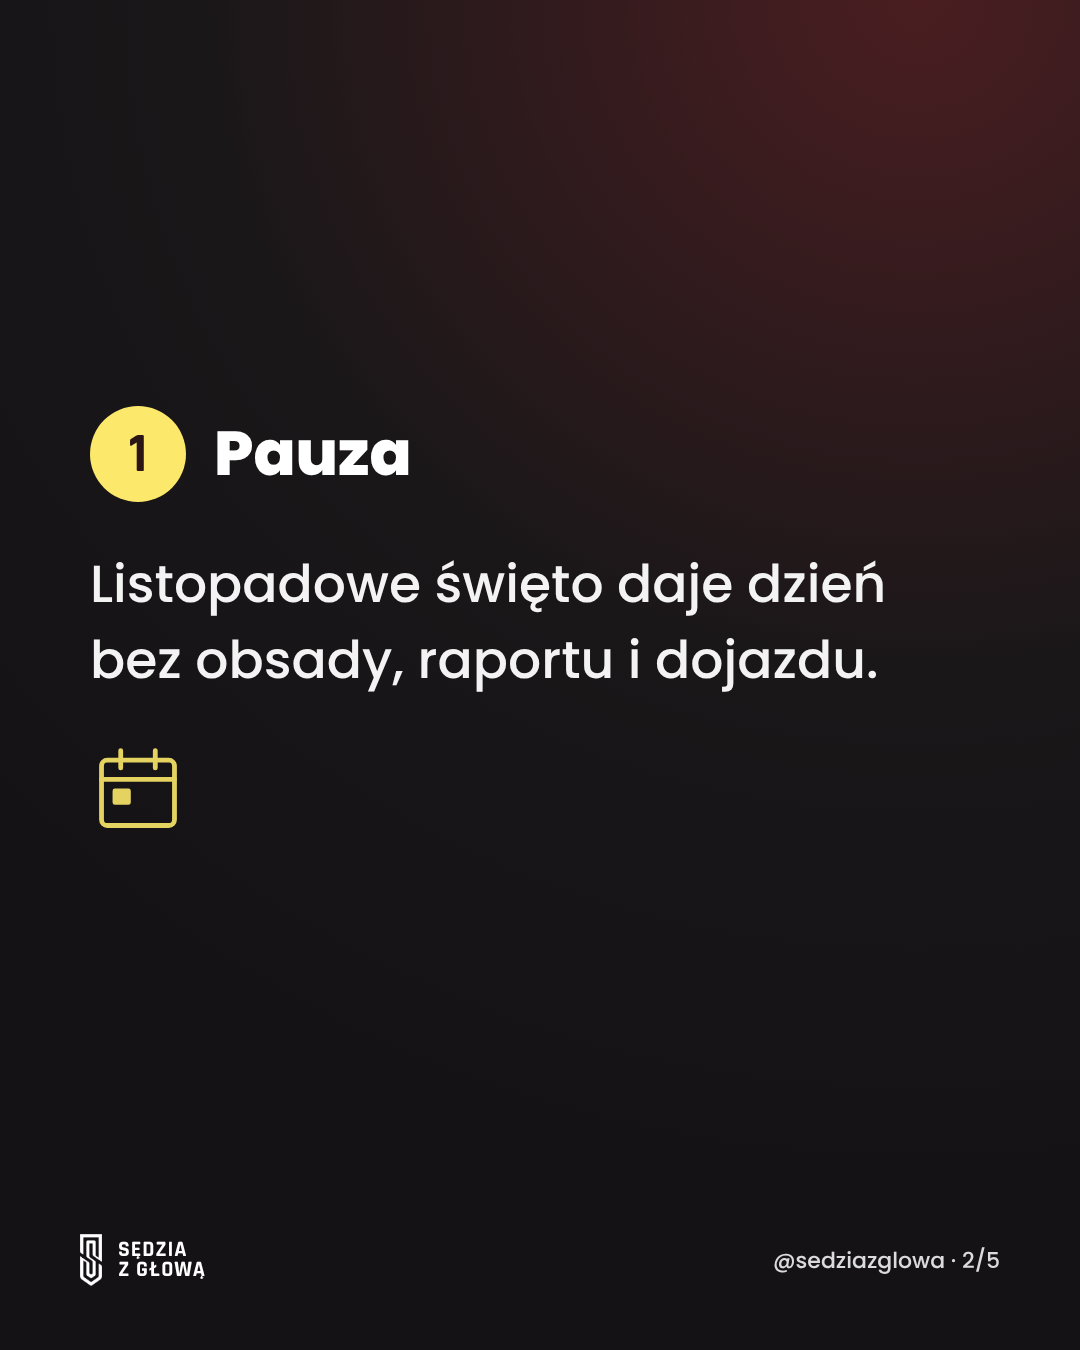 1 Pauza
Listopadowe święto daje dzień
bez obsady, raportu i dojazdu.
SĘDZIA
Z GŁOWĄ
@sedziazglowa · 2/5